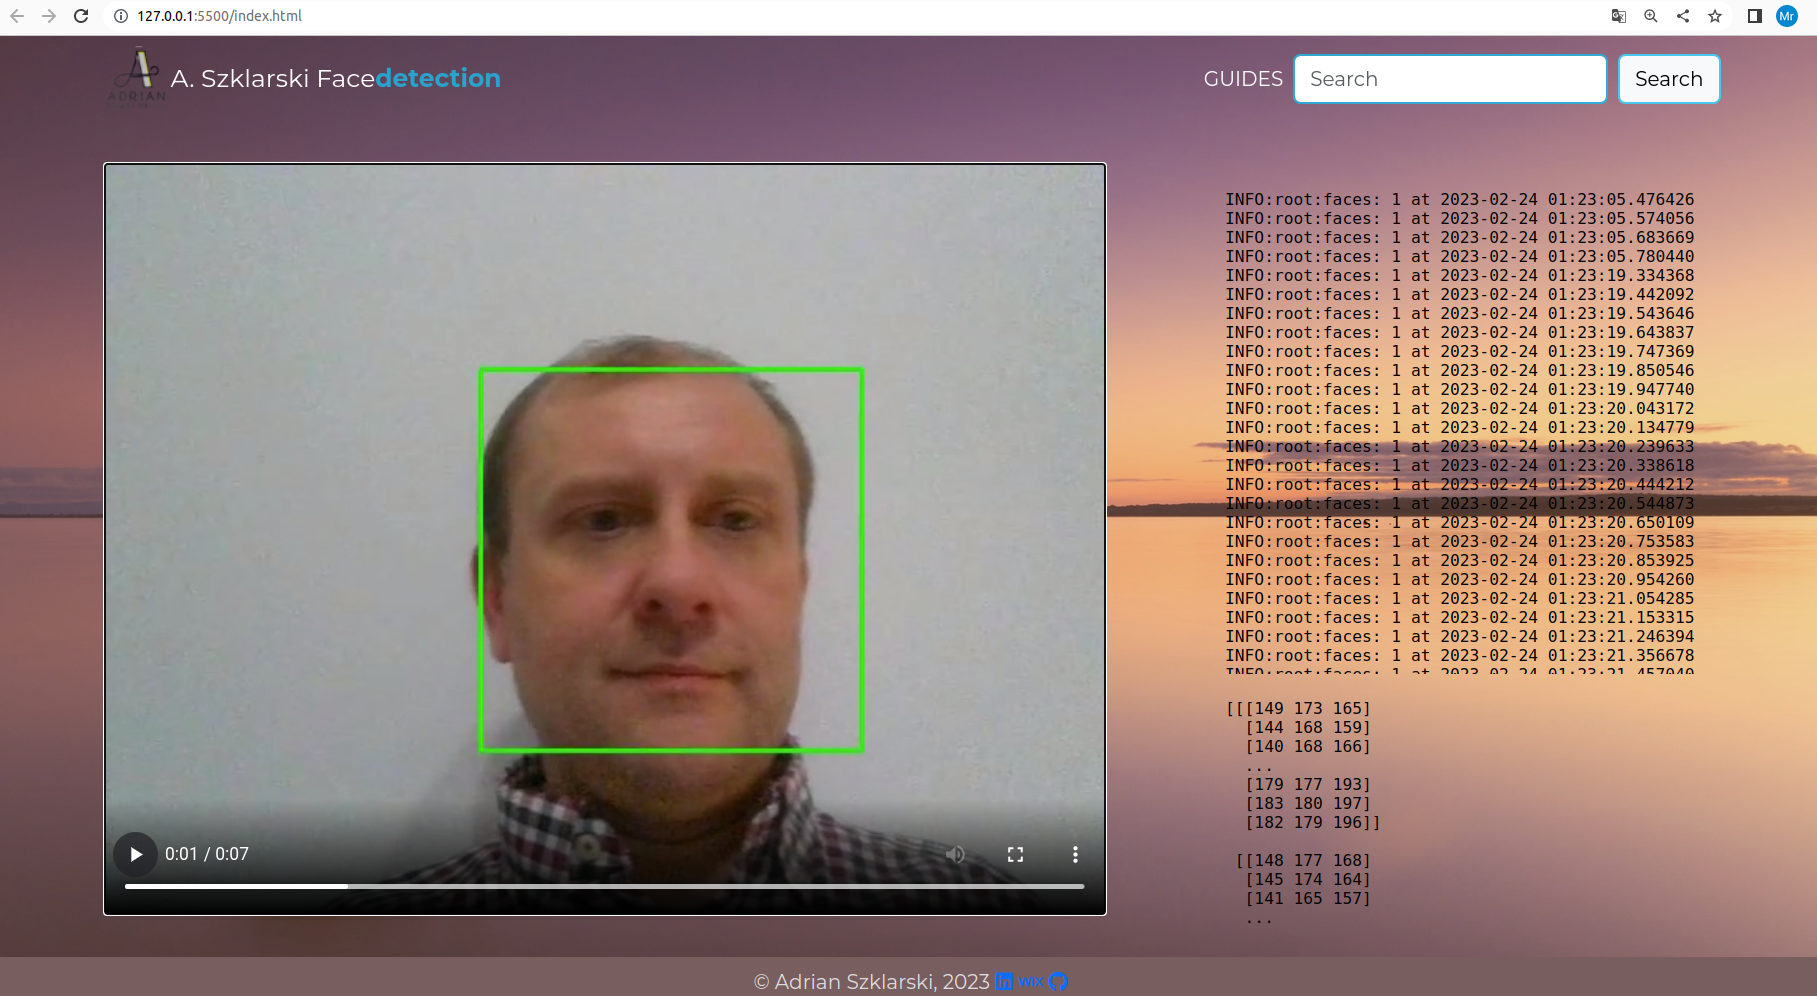 127.0.0.1:5500/index.html
Mr
ADRIAN
A. Szklarski Facedetection
GUIDES
Search
Search
INFO:root:faces: 1 at 2023-02-24 01:23:05.476426
INFO:root:faces: 1 at 2023-02-24 01:23:05.574056
INFO:root:faces: 1 at 2023-02-24 01:23:05.683669
INFO:root:faces: 1 at 2023-02-24 01:23:05.780440
INFO:root:faces: 1 at 2023-02-24 01:23:19.334368
INFO:root:faces: 1 at 2023-02-24 01:23:19.442092
INFO:root:faces: 1 at 2023-02-24 01:23:19.543646
INFO:root:faces: 1 at 2023-02-24 01:23:19.643837
INFO:root:faces: 1 at 2023-02-24 01:23:19.747369
INFO:root:faces: 1 at 2023-02-24 01:23:19.850546
INFO:root:faces: 1 at 2023-02-24 01:23:19.947740
INFO:root:faces: 1 at 2023-02-24 01:23:20.043172
INFO:root:faces: 1 at 2023-02-24 01:23:20.134779
INFO:root:faces: 1 at 2023-02-24 01:23:20.239633
INFO:root:faces: 1 at 2023-02-24 01:23:20.338618
INFO:root:faces: 1 at 2023-02-24 01:23:20.444212
INFO:root:faces: 1 at 2023-02-24 01:23:20.544873
INFO:root:faces: 1 at 2023-02-24 01:23:20.650109
INFO:root:faces: 1 at 2023-02-24 01:23:20.753583
INFO:root:faces: 1 at 2023-02-24 01:23:20.853925
INFO:root:faces: 1 at 2023-02-24 01:23:20.954260
INFO:root:faces: 1 at 2023-02-24 01:23:21.054285
INFO:root:faces: 1 at 2023-02-24 01:23:21.153315
INFO:root:faces: 1 at 2023-02-24 01:23:21.246394
INFO:root:faces: 1 at 2023-02-24 01:23:21.356678
INFO:root:faces: 1 at 2023-02-24 01:23:21.457040
[[[149 173 165]
[144 168 159]
[140 168 166]
...
[179 177 193]
[183 180 197]
[182 179 196]]
[[148 177 168]
[145 174 164]
[141 165 157]
...
0:01 / 0:07
© Adrian Szklarski, 2023 in WIX